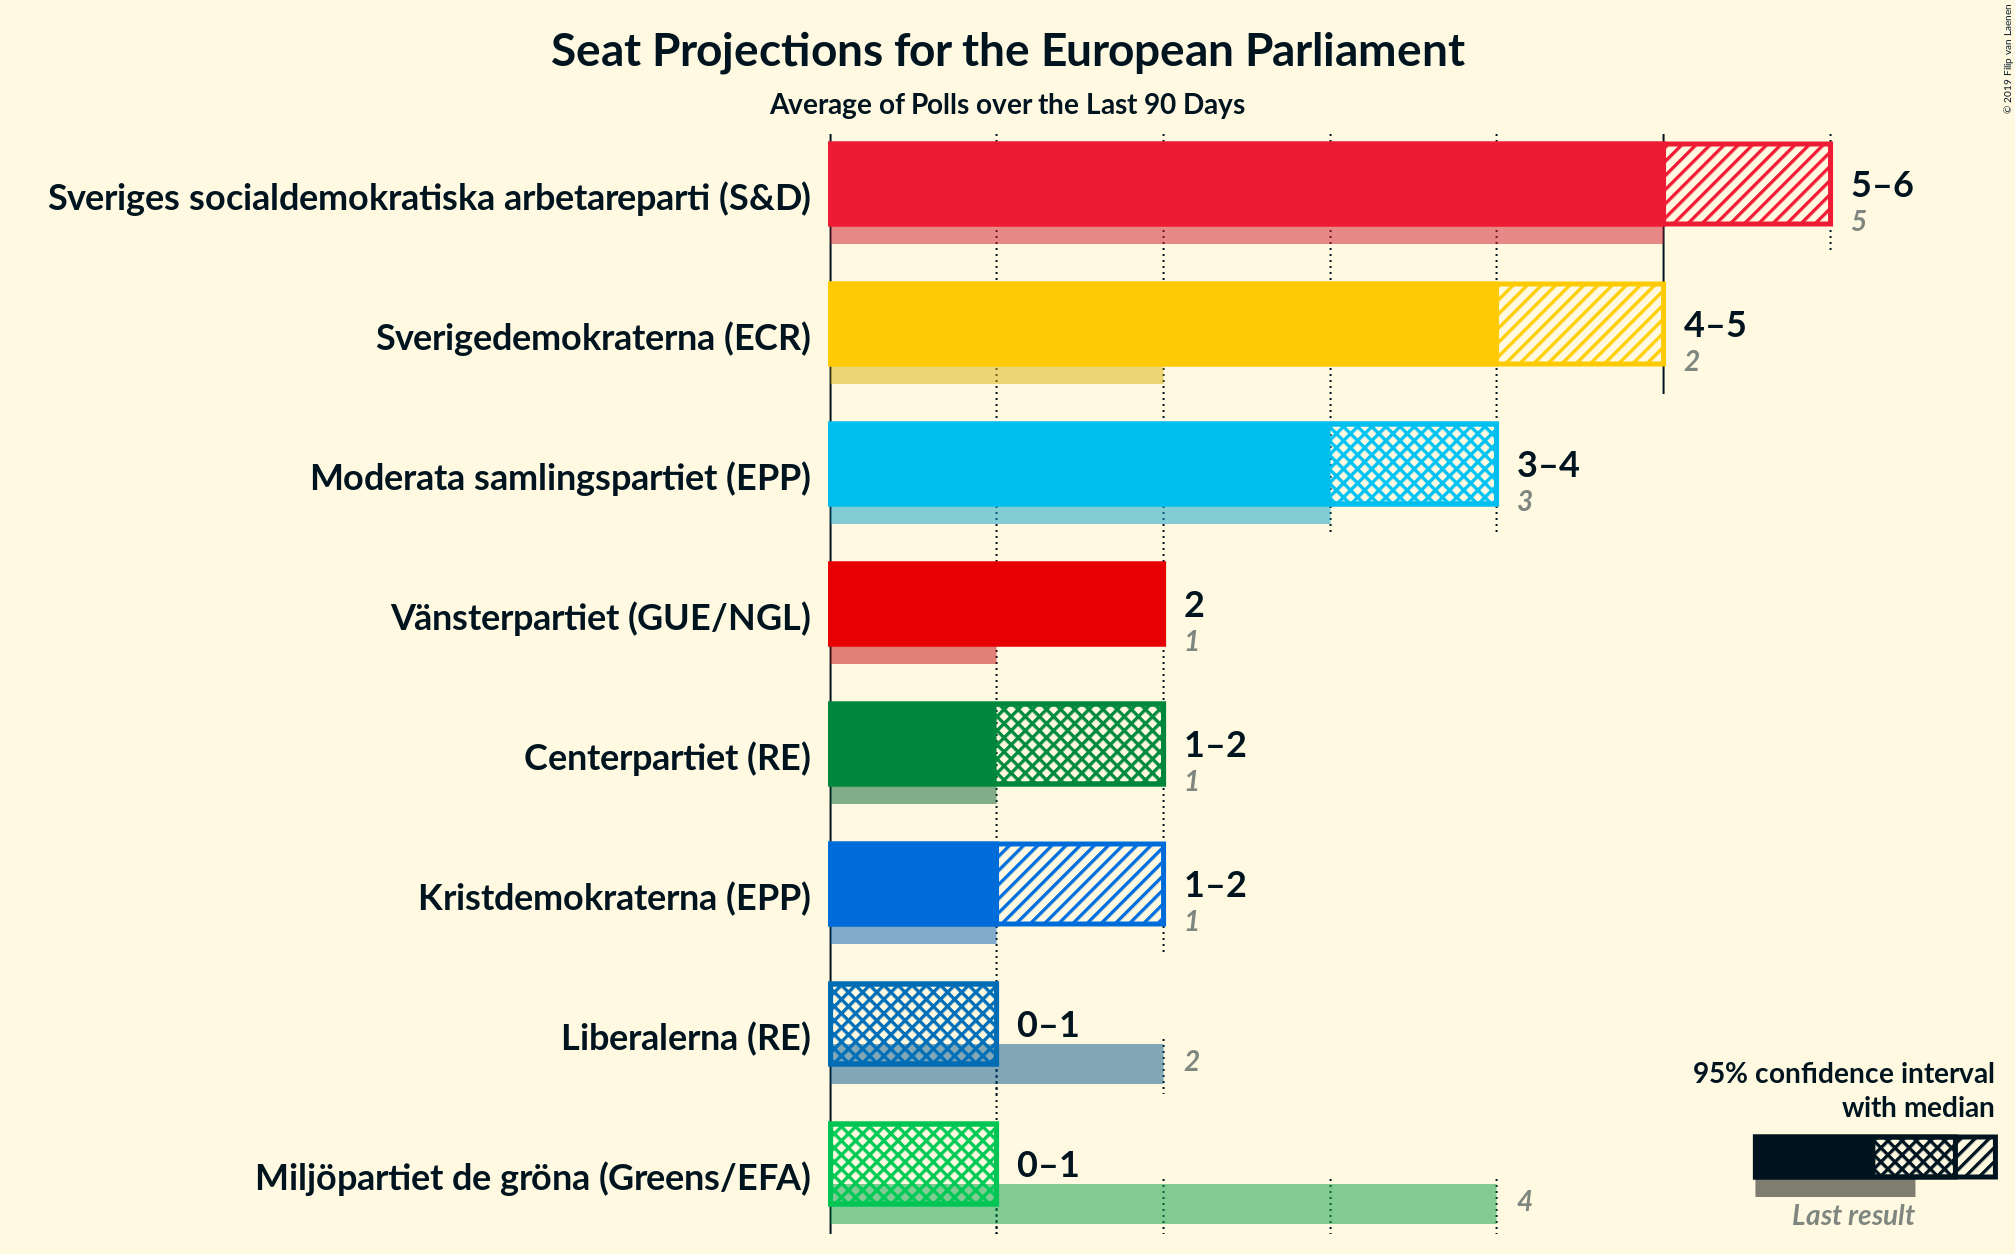 Seat Projections for the European Parliament
Average of Polls over the Last 90 Days
© 2019 Filip van Laenen
Sveriges socialdemokratiska arbetareparti (S&D)
5–6
5
Sverigedemokraterna (ECR)
4–5
2
Moderata samlingspartiet (EPP)
3–4
3
Vänsterpartiet (GUE/NGL)
2
1
Centerpartiet (RE)
1–2
1
Kristdemokraterna (EPP)
1–2
1
Liberalerna (RE)
0–1
2
Miljöpartiet de gröna (Greens/EFA)
0–1
4
95% confidence interval
with median
Last result